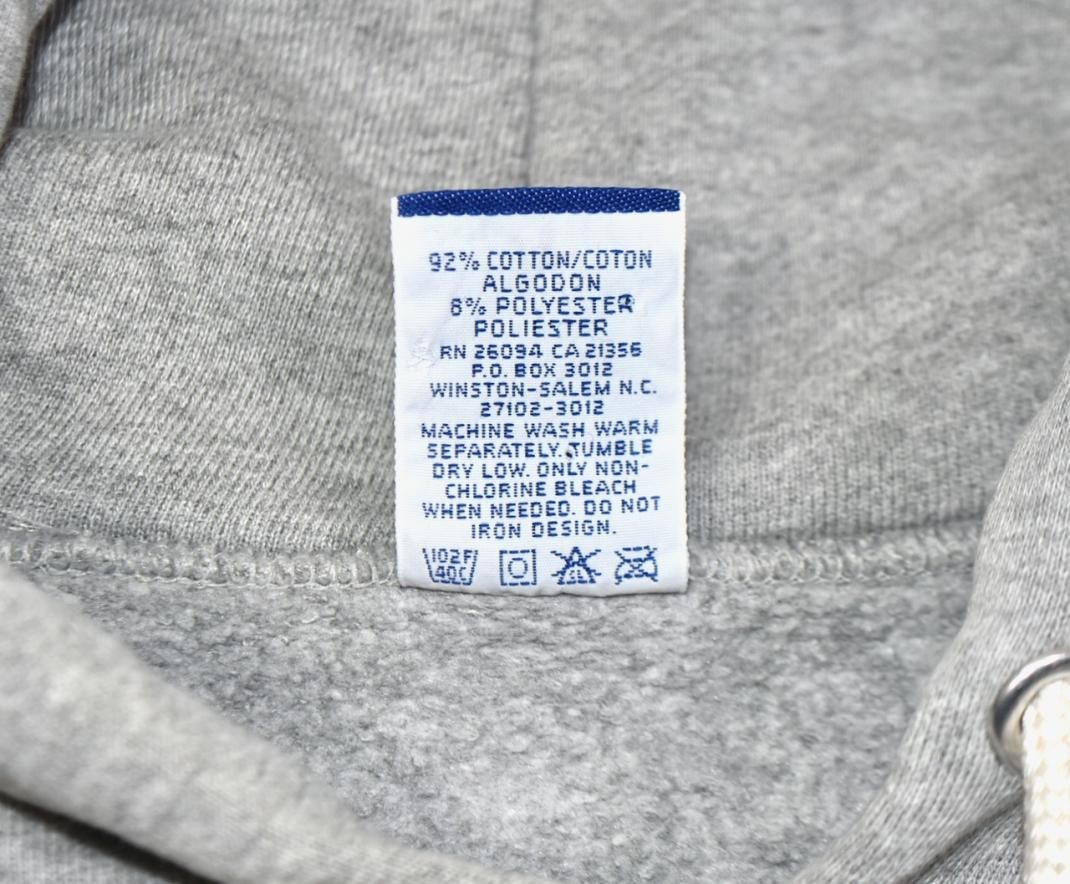 92% COTTON/COTON
ALGODON
8% POLYESTER
POLIESTER
RN 26094 CA 21356
P.O. BOX 3012
WINSTON-SALEM N.C.
27102-3012
MACHINE WASH WARM
SEPARATELY. TUMBLE
DRY LOW. ONLY NON-
CHLORINE BLEACH
WHEN NEEDED. DO NOT
IRON DESIGN.
102F
40C